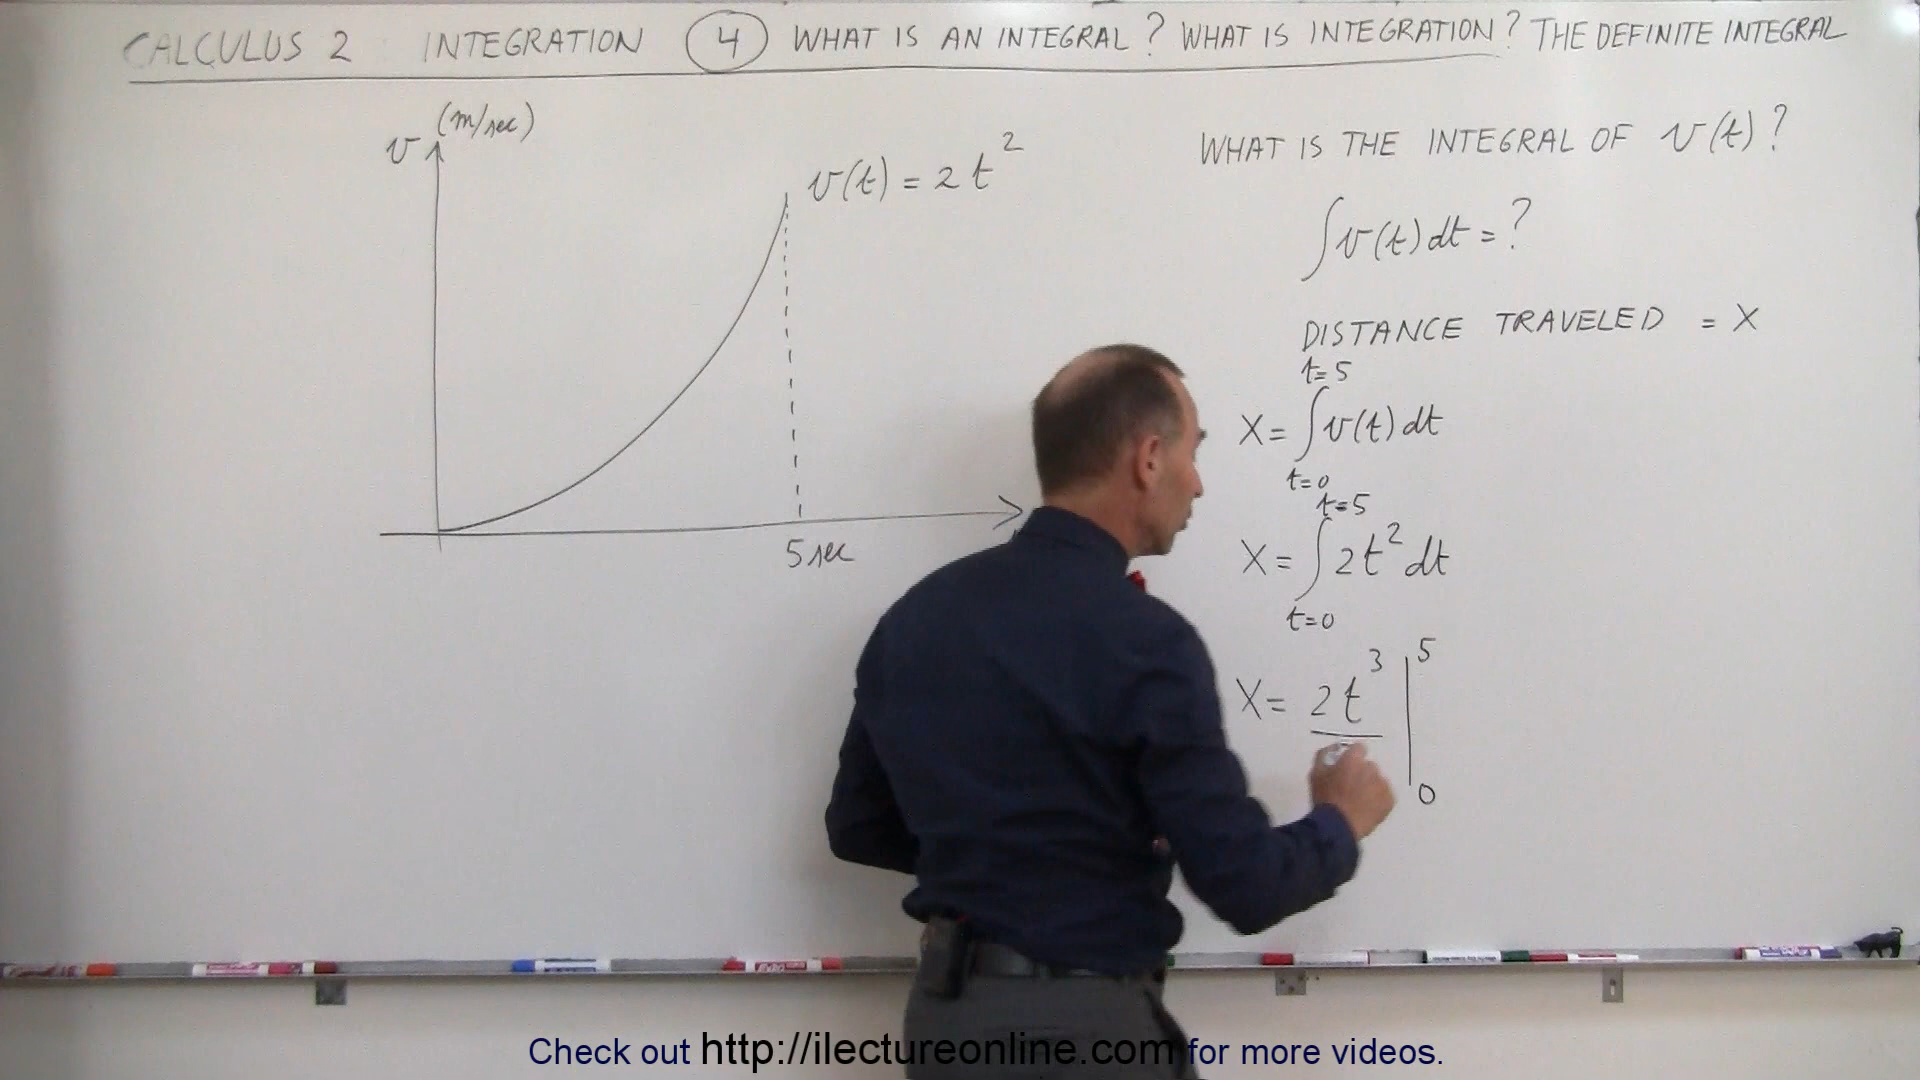 CALCULUS 2 INTEGRATION 4 WHAT IS AN INTEGRAL? WHAT IS INTEGRATION? THE DEFINITE INTEGRAL
v (m/sec)
v(t) = 2t²
5 sec
WHAT IS THE INTEGRAL OF v(t)?
∫v(t)dt = ?
DISTANCE TRAVELED = X
t=5
X = ∫v(t)dt
t=0
t=5
X = ∫2t²dt
t=0
X = 2t³ | 5
0
Check out http://ilectureonline.com for more videos.